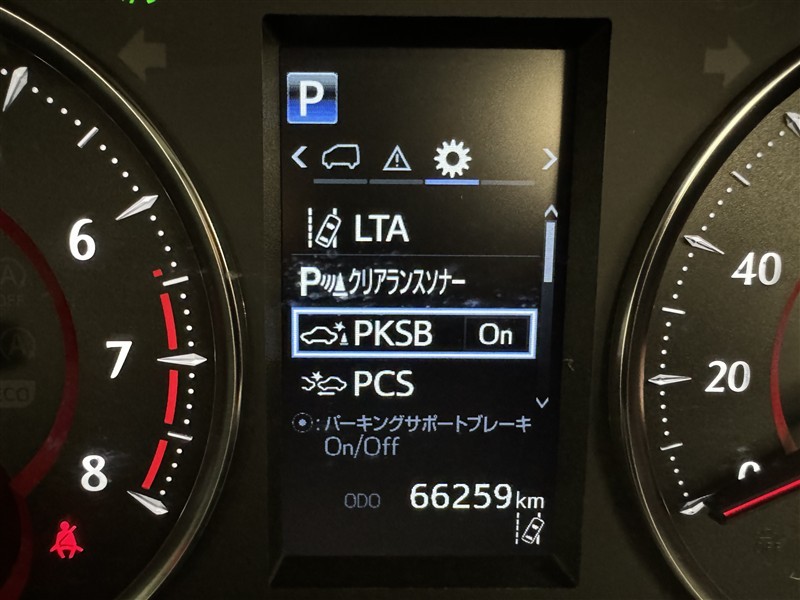 P
LTA
P クリアランスソナー
PKSB On
PCS
:パーキングサポートブレーキ
On/Off
ODO 66259km
6
7
8
40
20
0